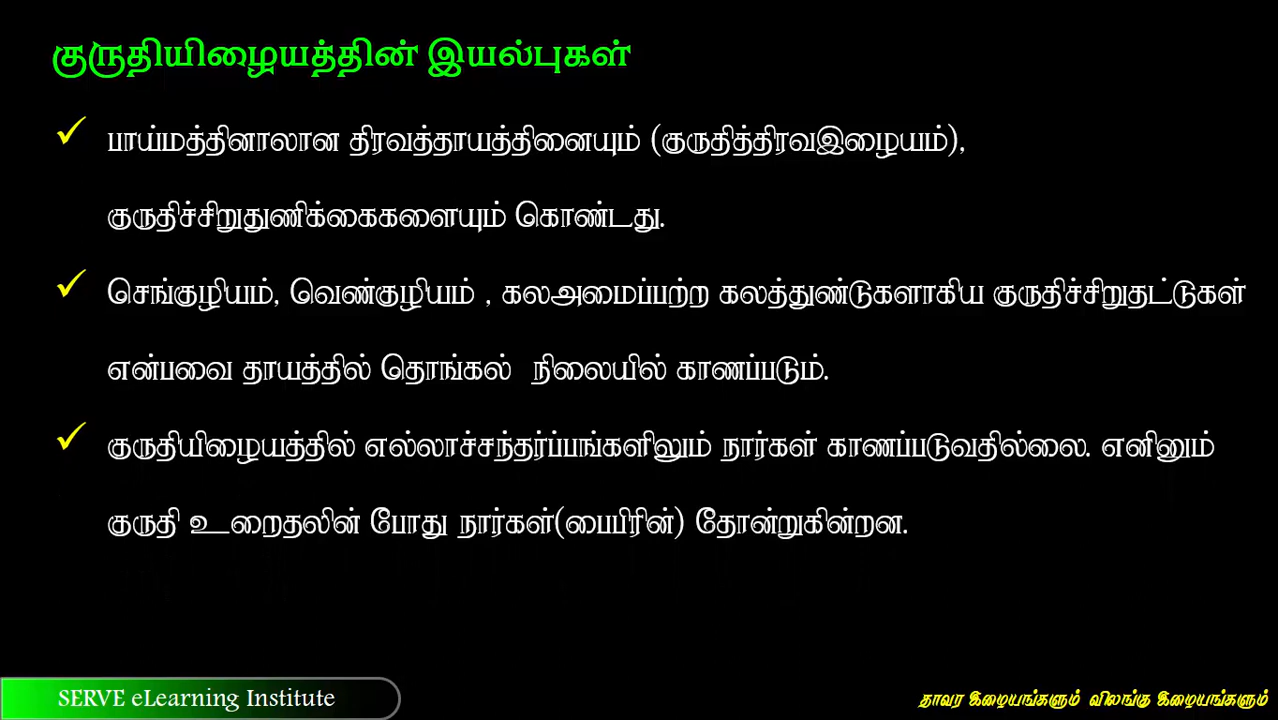 குருதியிழையத்தின் இயல்புகள்
✓ பாய்மத்தினாலான திரவத்தாயத்தினையும் (குருதித்திரவஇழையம்),
குருதிச்சிறுதுணிக்கைகளையும் கொண்டது.
✓ செங்குழியம், வெண்குழியம் , கலஅமைப்பற்ற கலத்துண்டுகளாகிய குருதிச்சிறுதட்டுகள்
என்பவை தாயத்தில் தொங்கல் நிலையில் காணப்படும்.
✓ குருதியிழையத்தில் எல்லாச்சந்தர்ப்பங்களிலும் நார்கள் காணப்படுவதில்லை. எனினும்
குருதி உறைதலின் போது நார்கள்(பைபிரின்) தோன்றுகின்றன.
SERVE eLearning Institute
தாவர இழையங்களும் விலங்கு இழையங்களும்